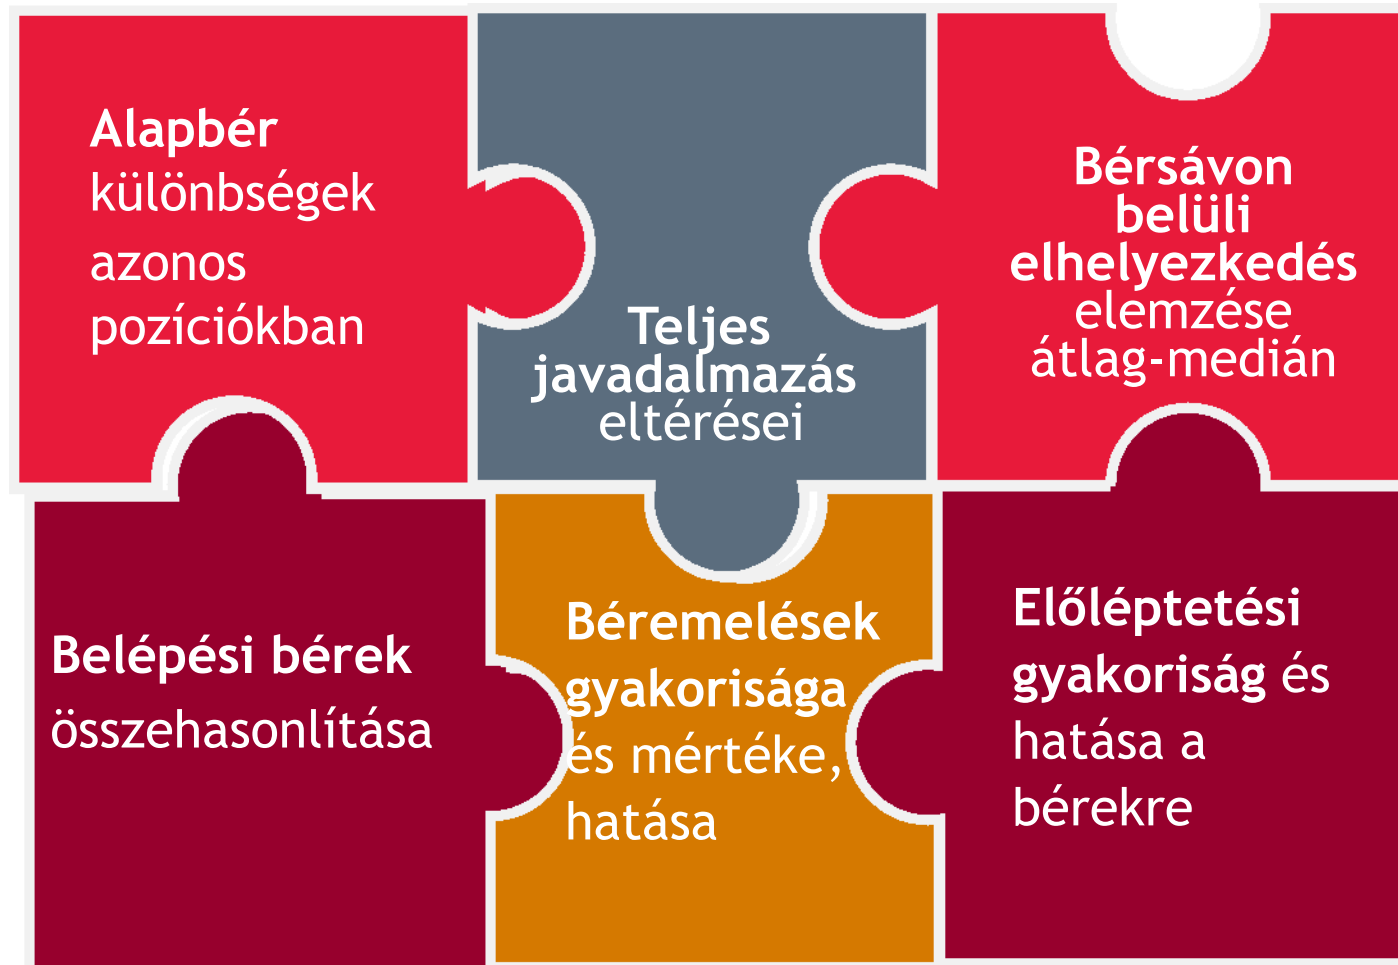 Alapbér
különbségek
azonos
pozíciókban
Teljes
javadalmazás
eltérései
Bérsávon
belüli
elhelyezkedés
elemzése
átlag-medián
Belépési bérek
összehasonlítása
Béremelések
gyakorisága
és mértéke,
hatása
Előléptetési
gyakoriság és
hatása a
bérekre